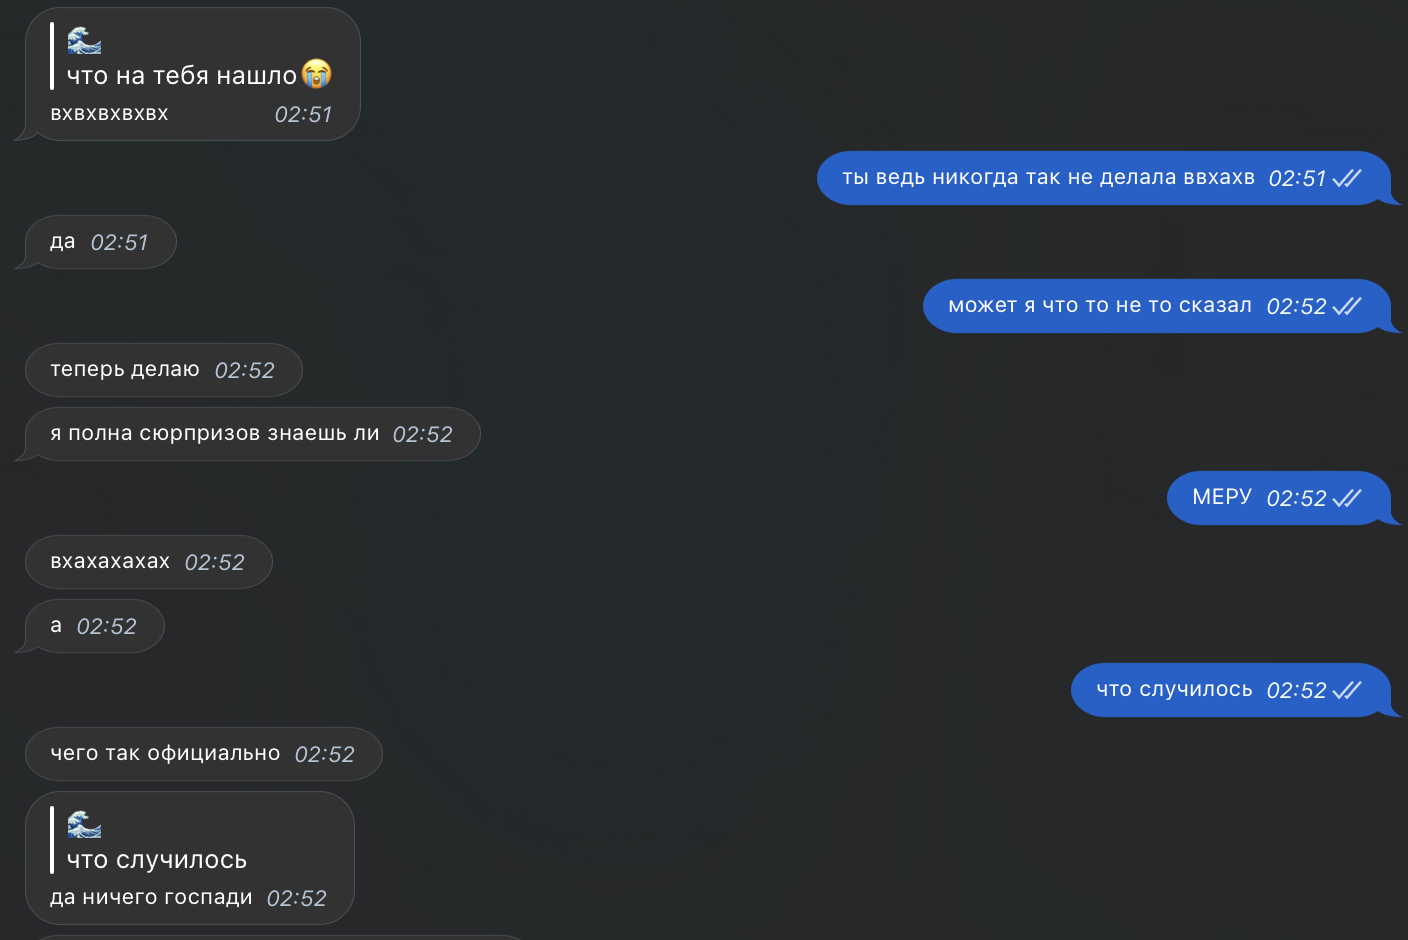 🌊
что на тебя нашло😭
вхвхвхвхвх 02:51
ты ведь никогда так не делала ввхахв 02:51
да 02:51
может я что то не то сказал 02:52
теперь делаю 02:52
я полна сюрпризов знаешь ли 02:52
МЕРУ 02:52
вхахахахах 02:52
а 02:52
что случилось 02:52
чего так официально 02:52
🌊
что случилось
да ничего госпади 02:52